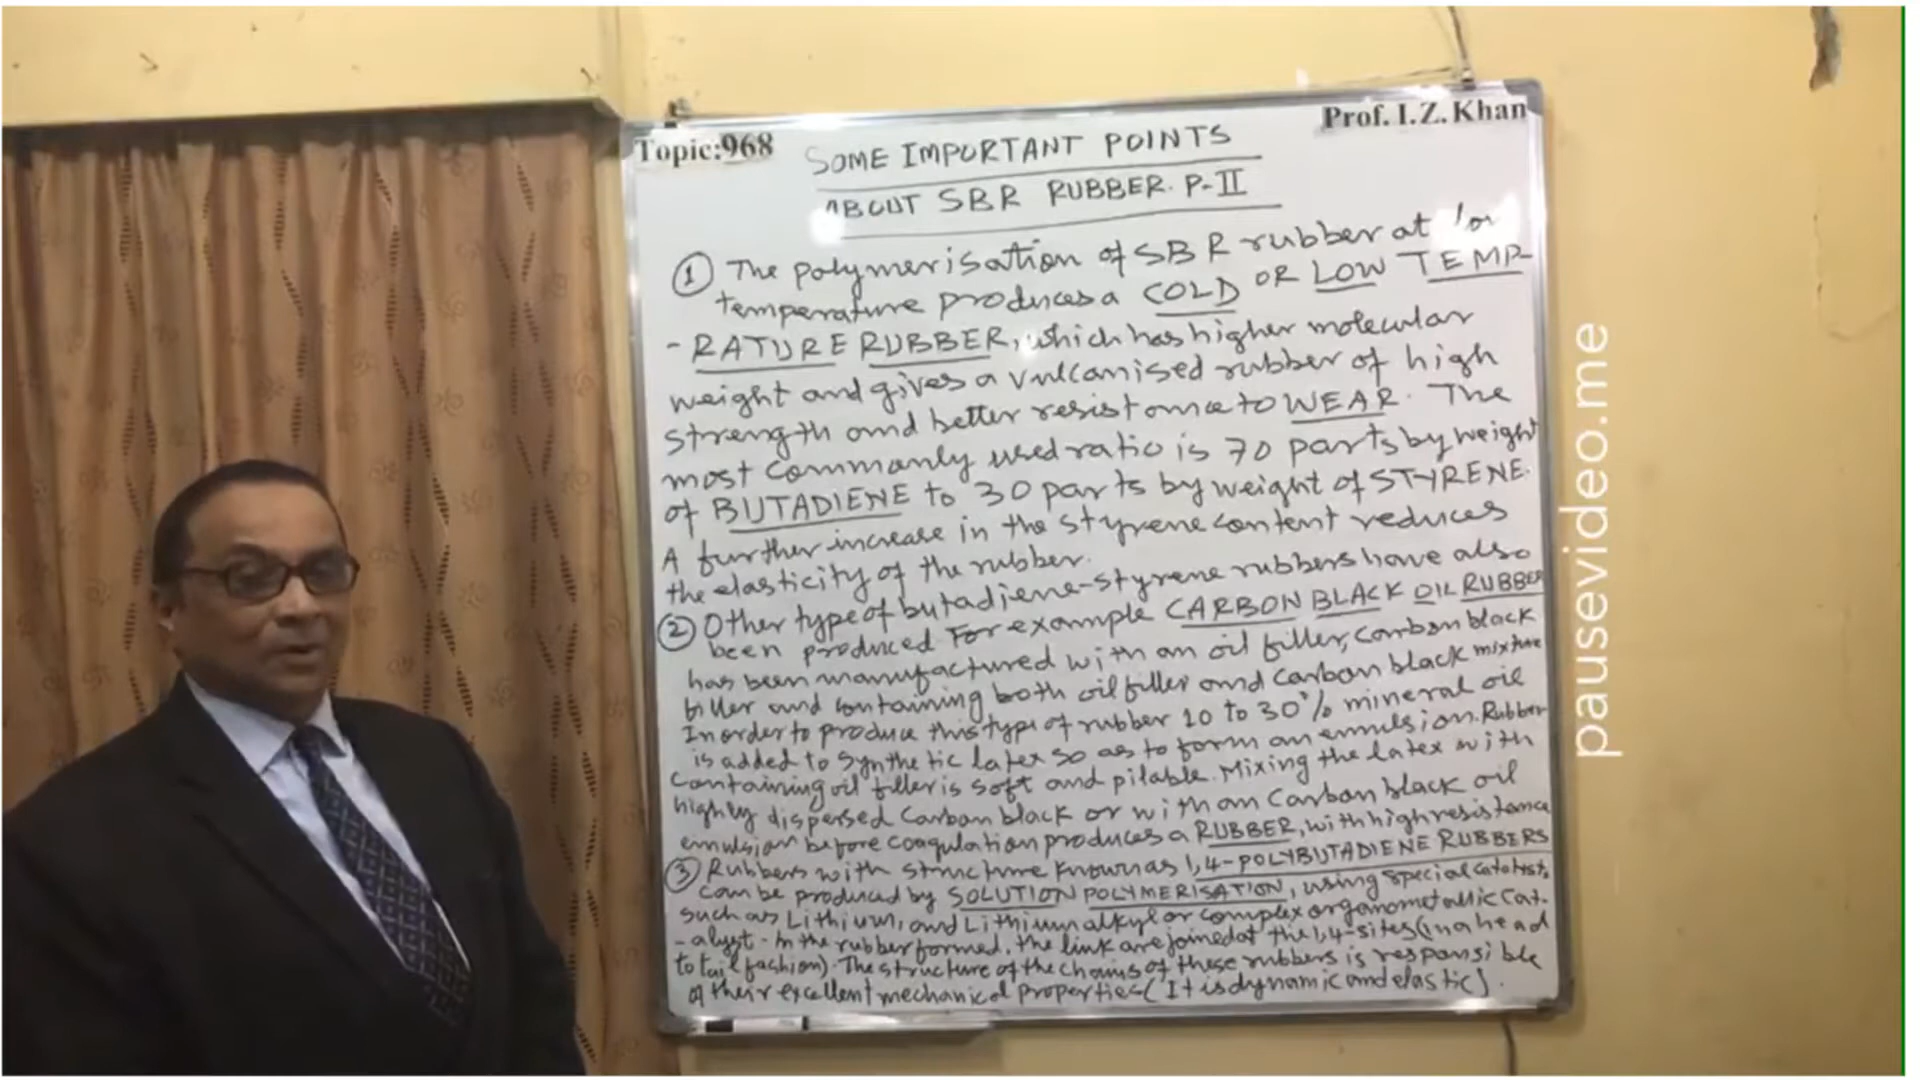 Topic:968
Prof. I.Z. Khan
SOME IMPORTANT POINTS
ABOUT SBR RUBBER. P-II
① The polymerisation of SBR rubber at low
temperature produces a COLD OR LOW TEMP-
- RATURE RUBBER, which has higher molecular
weight and gives a vulcanised rubber of high
strength and better resistance to WEAR. The
most commonly used ratio is 70 parts by weight
of BUTADIENE to 30 parts by weight of STYRENE.
A further increase in the styrene content reduces
the elasticity of the rubber.
② Other type of butadiene-styrene rubbers have also
been produced For example CARBON BLACK OIL RUBBER
has been manufactured with an oil filler, Carbon black
filler and containing both oil filler and Carbon black mixture
In order to produce this type of rubber 10 to 30% mineral oil
is added to Synthetic latex so as to form an emulsion. Rubber
Containing oil filler is soft and pilable. Mixing the latex with
highly dispersed Carbon black or with an Carbon black oil
emulsion before coagulation produces a RUBBER, with high resistance
③ Rubbers with structure known as 1,4-POLYBUTADIENE RUBBERS
can be produced by SOLUTION POLYMERISATION, using special catalysts
such as Lithium, and Lithium alkyl or complex organometallic Cat-
- alyst. In the rubber formed, the link are joined at the 1,4-sites (in a head
to tail fashion). The structure of the chains of these rubbers is responsible
of their excellent mechanical properties (It is dynamic and elastic).
pausevideo.me